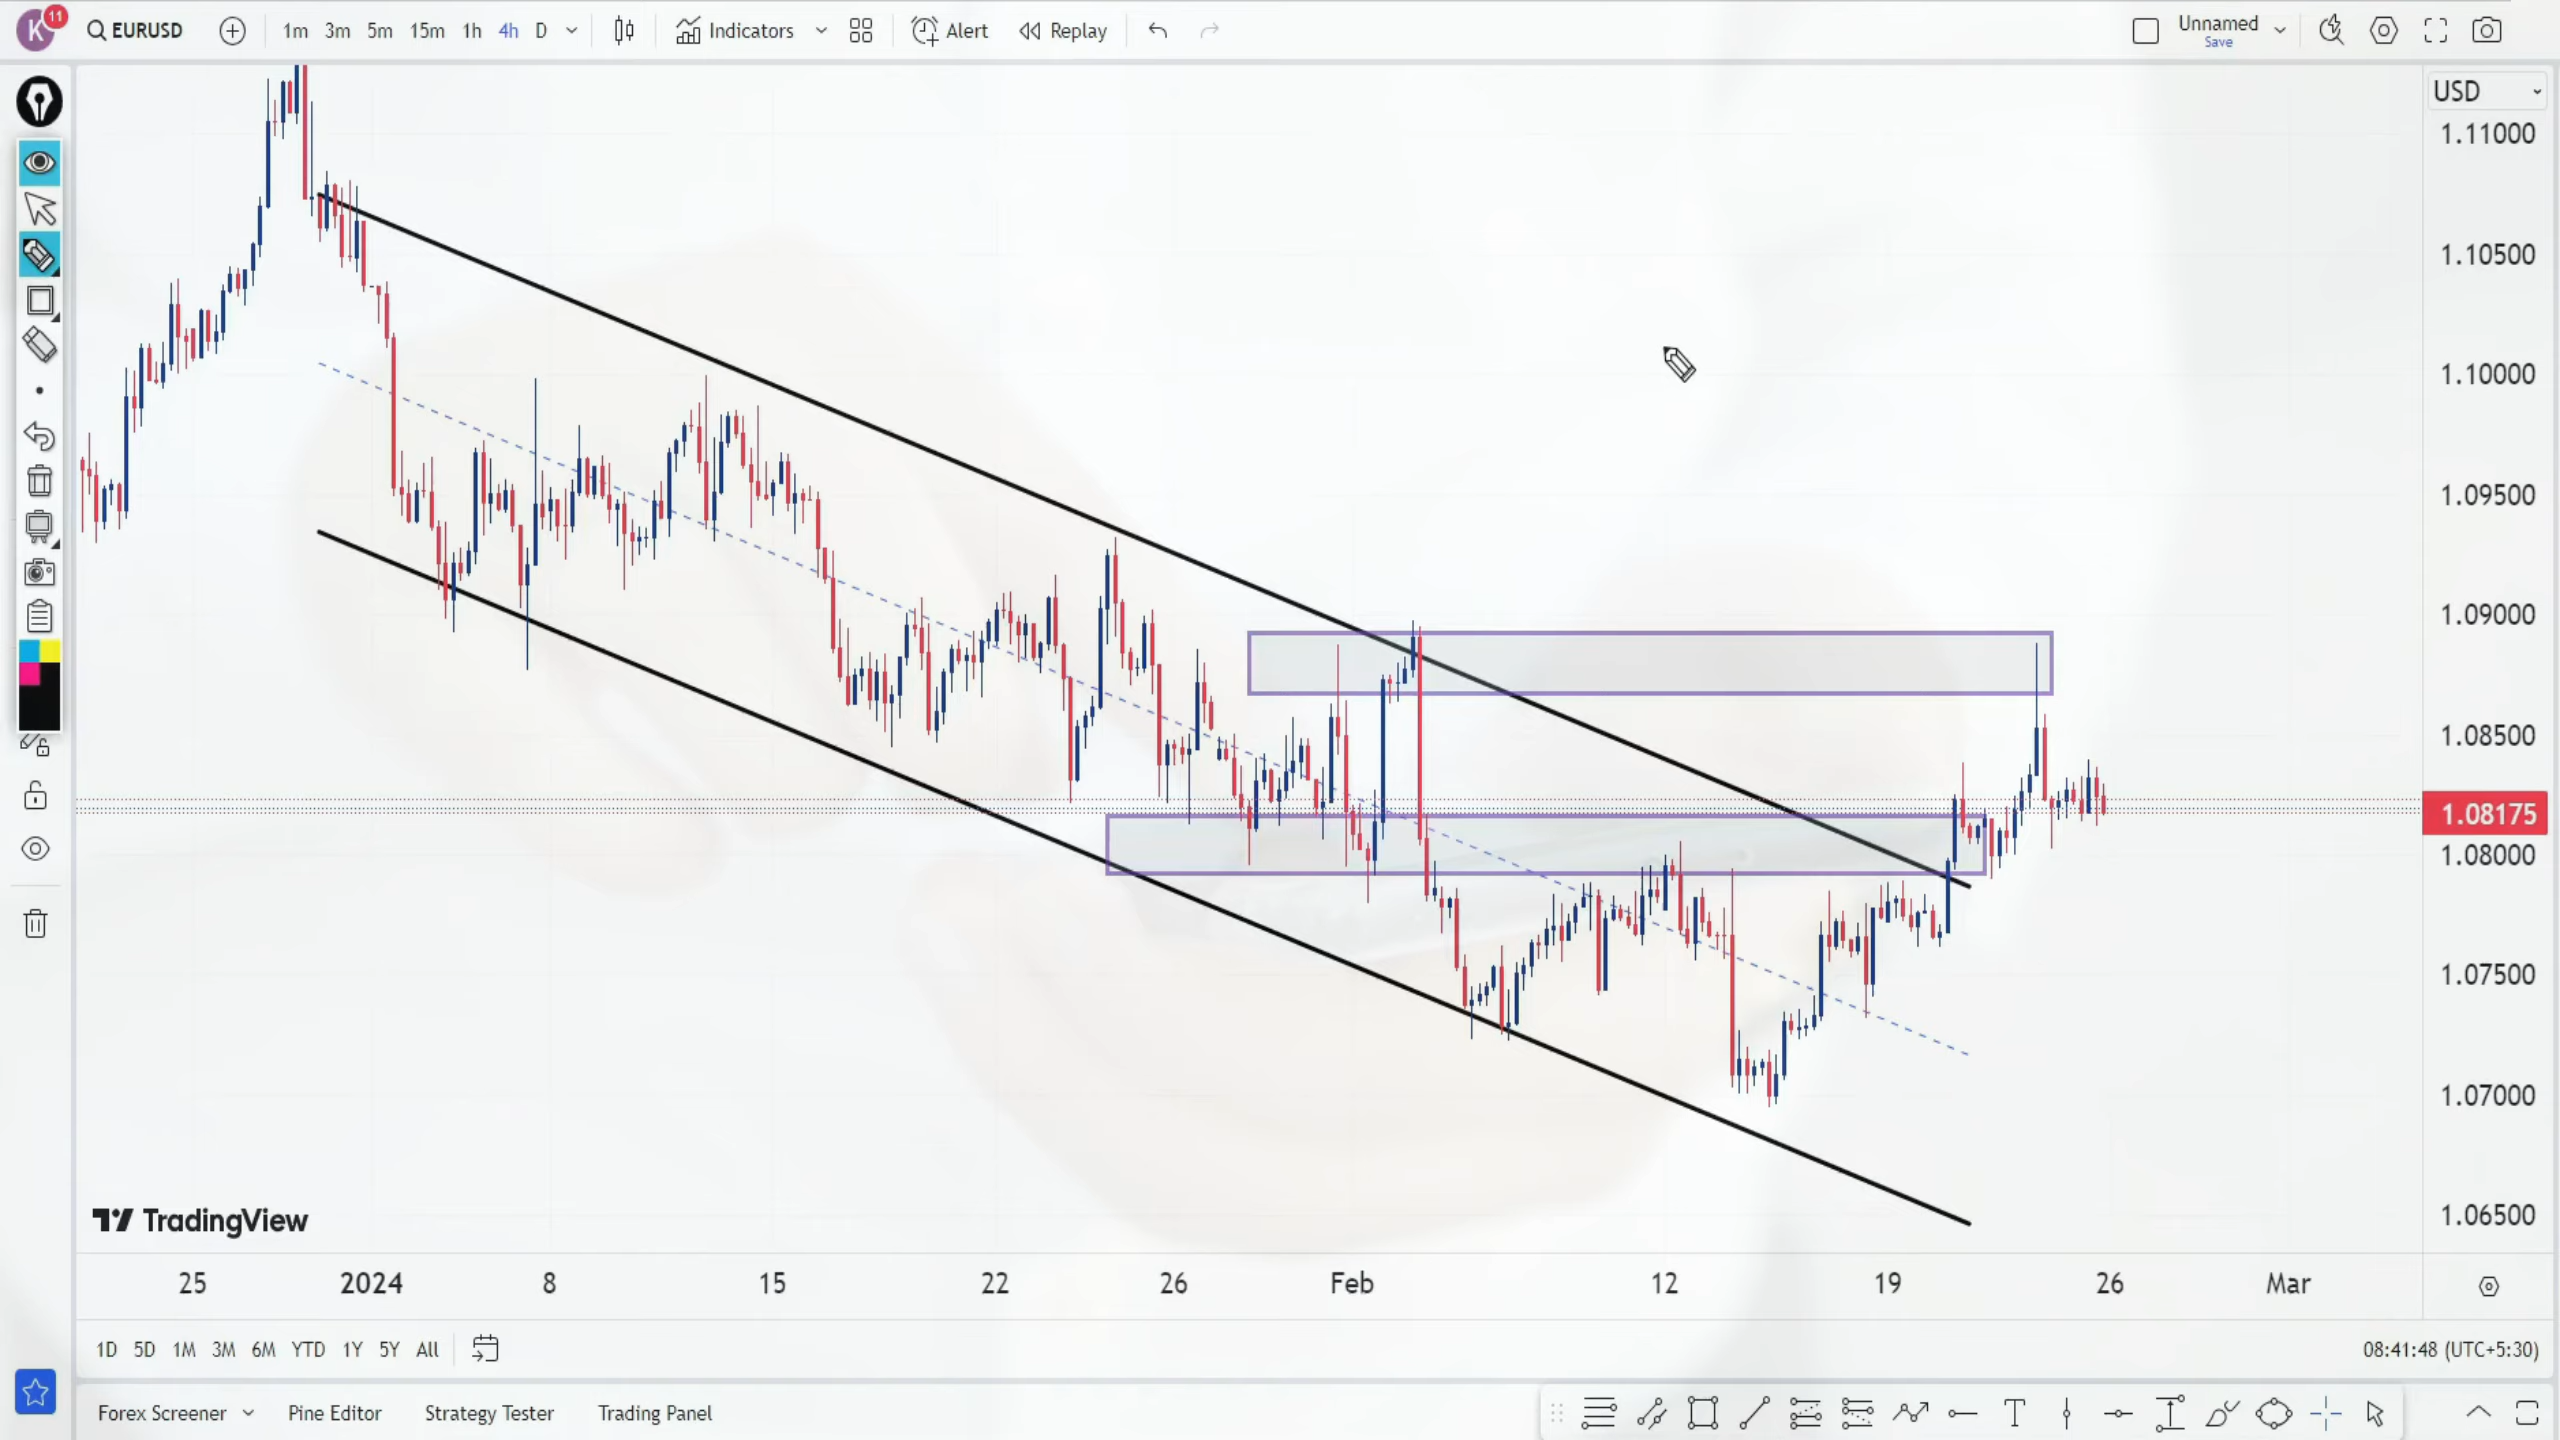 K 11 EURUSD 1m 3m 5m 15m 1h 4h D Indicators Alert Replay Unnamed
Save
USD
1.11000
1.10500
1.10000
1.09500
1.09000
1.08500
1.08175
1.08000
1.07500
1.07000
1.06500
TradingView
25 2024 8 15 22 26 Feb 12 19 26 Mar
1D 5D 1M 3M 6M YTD 1Y 5Y All 08:41:48 (UTC+5:30)
Forex Screener Pine Editor Strategy Tester Trading Panel